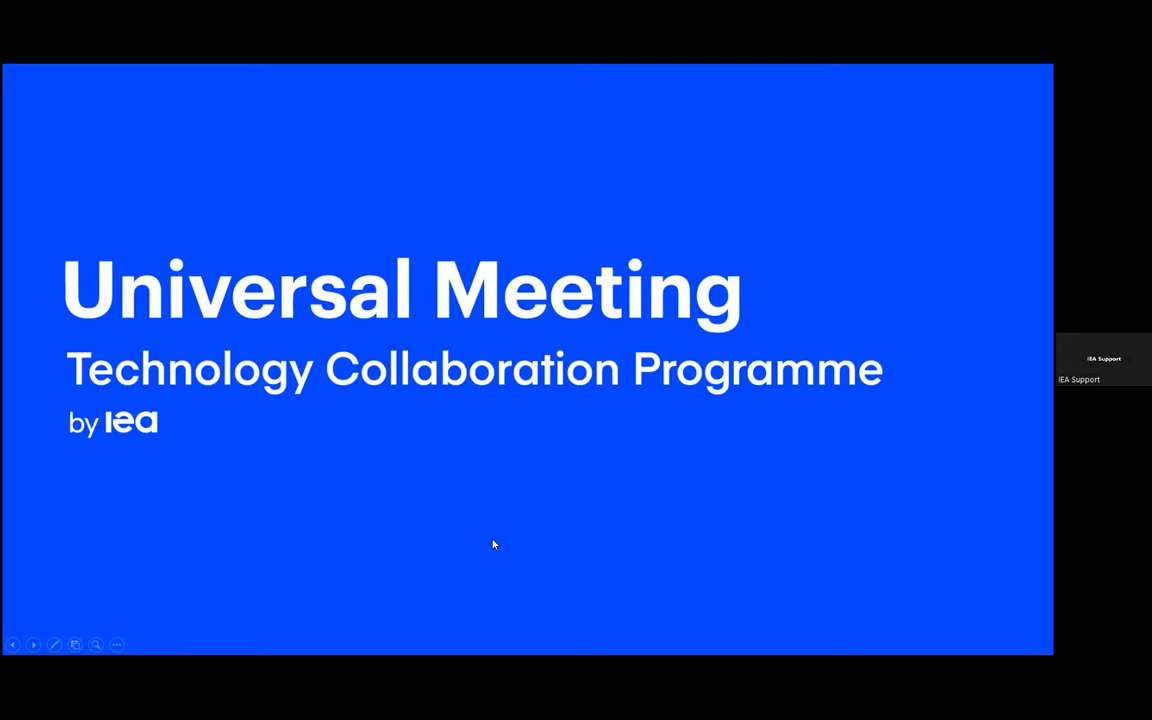 Universal Meeting
Technology Collaboration Programme
by iea
IEA Support
IEA Support